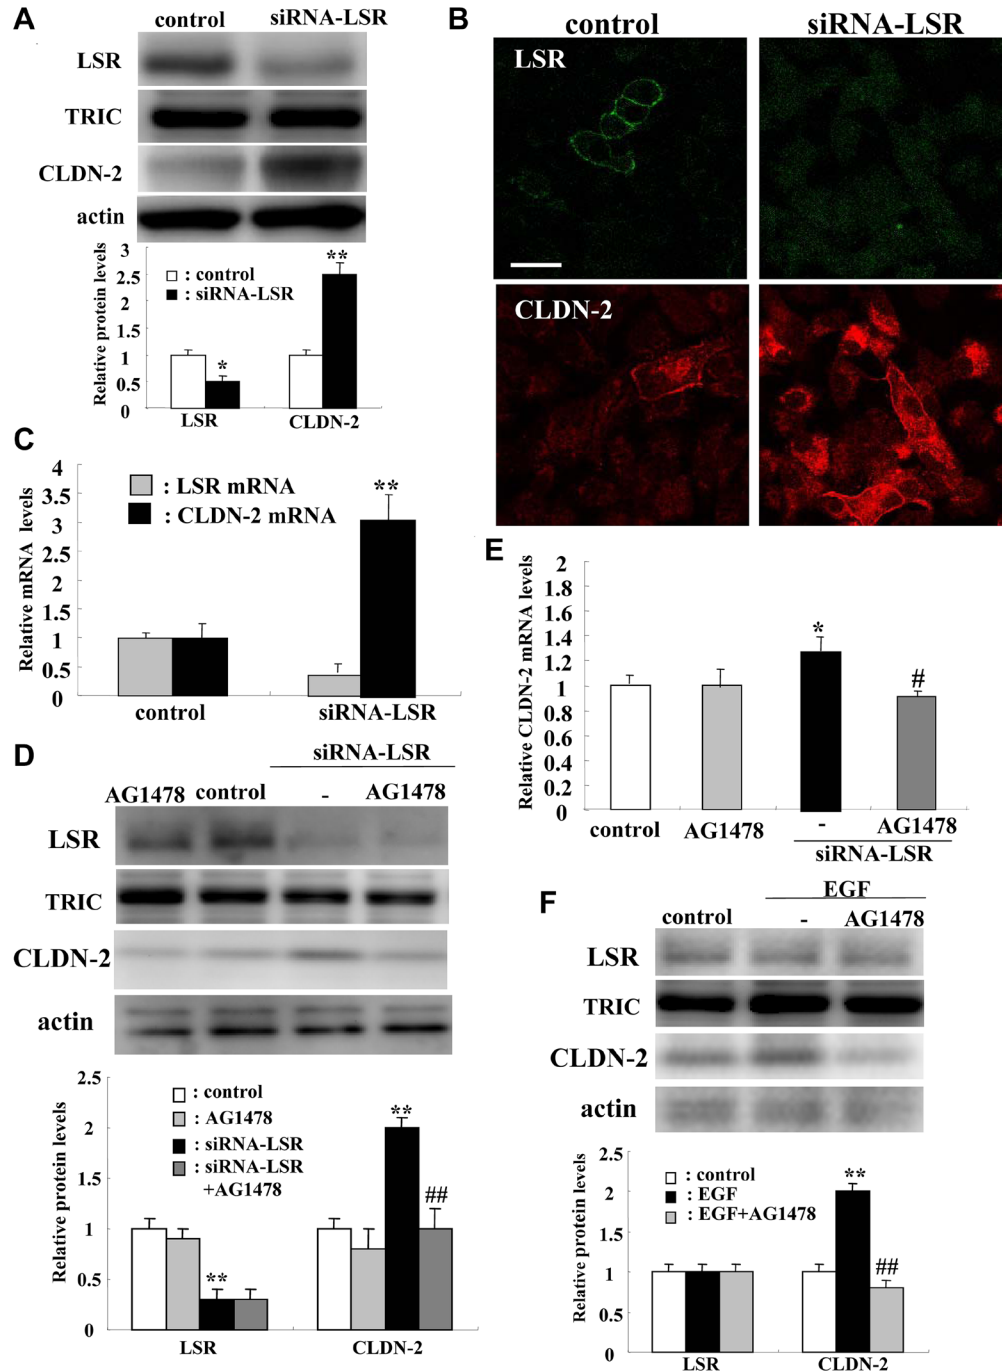 A
control siRNA-LSR
LSR
TRIC
CLDN-2
actin
Relative protein levels
3
2.5
2
1.5
1
0.5
0
: control
: siRNA-LSR
*
**
LSR CLDN-2
B
control siRNA-LSR
LSR
CLDN-2
C
Relative mRNA levels
4
3.5
3
2.5
2
1
0.5
0
: LSR mRNA
: CLDN-2 mRNA
**
control siRNA-LSR
D
siRNA-LSR
AG1478 control - AG1478
LSR
TRIC
CLDN-2
actin
Relative protein levels
2.5
2
1.5
1
0.5
0
: control
: AG1478
: siRNA-LSR
: siRNA-LSR
+AG1478
**
**
##
LSR CLDN-2
E
Relative CLDN-2 mRNA levels
2
1.8
1.6
1.4
1.2
1
0.8
0.6
0.4
0.2
0
*
#
control AG1478 - AG1478
siRNA-LSR
F
EGF
control - AG1478
LSR
TRIC
CLDN-2
actin
Relative protein levels
2.5
2
1.5
1
0.5
0
: control
: EGF
: EGF+AG1478
**
##
LSR CLDN-2